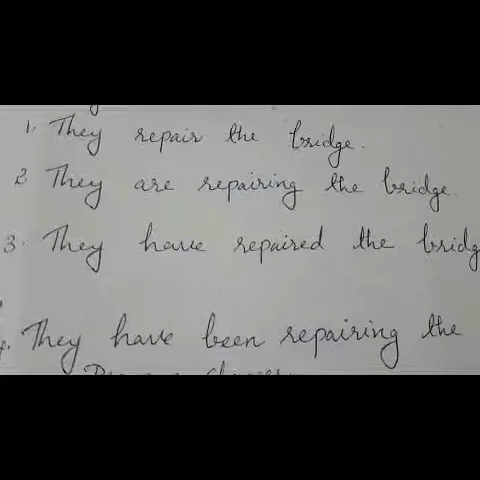 1. They repair the bridge.
2 They are repairing the bridge.
3. They have repaired the bridg
4. They have been repairing the